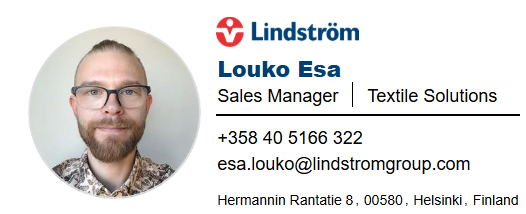 Lindström
Louko Esa
Sales Manager | Textile Solutions
+358 40 5166 322
esa.louko@lindstromgroup.com
Hermannin Rantatie 8, 00580, Helsinki, Finland